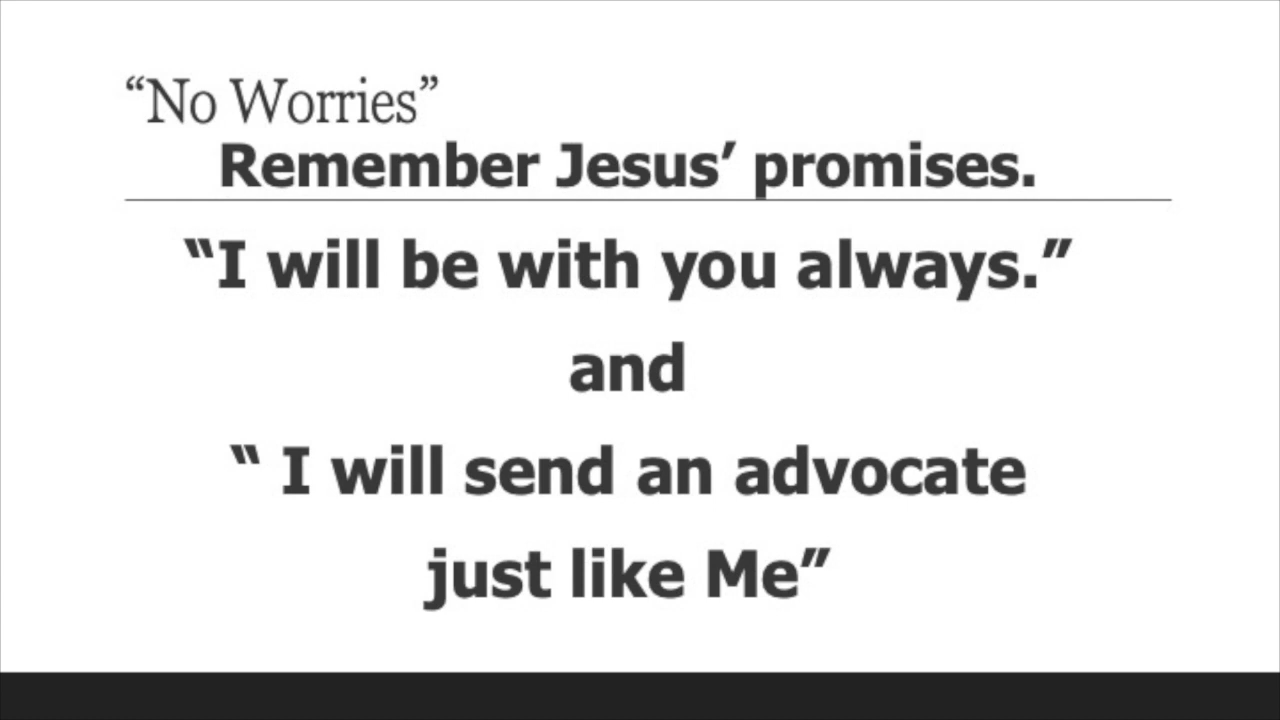 “No Worries”
Remember Jesus’ promises.
“I will be with you always.”
and
“ I will send an advocate
just like Me”